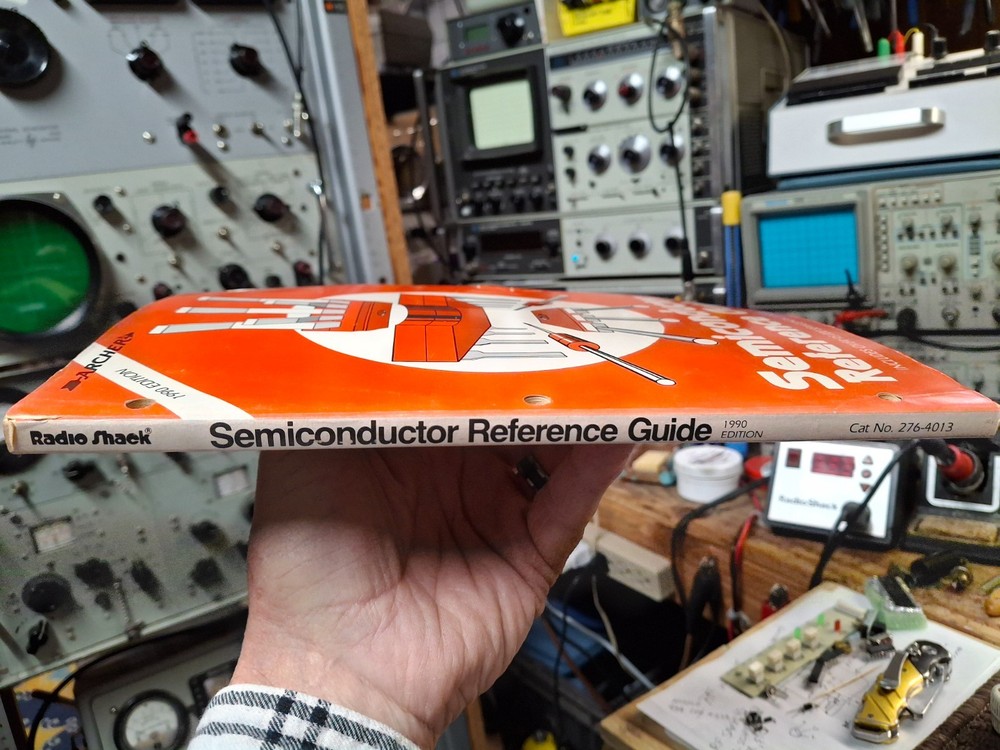 Semiconductor
Reference
ARCHER
1990 EDITION
Radio Shack®
Semiconductor Reference Guide
1990
EDITION
Cat No. 276-4013
RadioShack